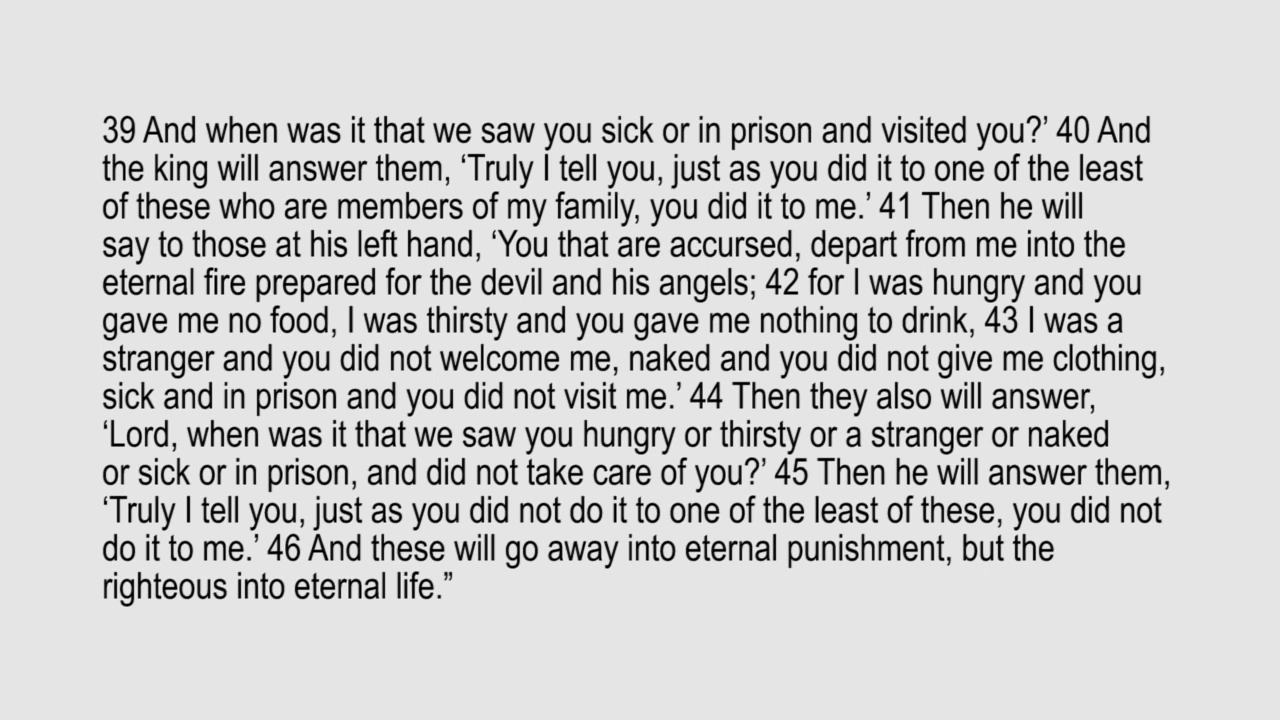 39 And when was it that we saw you sick or in prison and visited you?’ 40 And
the king will answer them, ‘Truly I tell you, just as you did it to one of the least
of these who are members of my family, you did it to me.’ 41 Then he will
say to those at his left hand, ‘You that are accursed, depart from me into the
eternal fire prepared for the devil and his angels; 42 for I was hungry and you
gave me no food, I was thirsty and you gave me nothing to drink, 43 I was a
stranger and you did not welcome me, naked and you did not give me clothing,
sick and in prison and you did not visit me.’ 44 Then they also will answer,
‘Lord, when was it that we saw you hungry or thirsty or a stranger or naked
or sick or in prison, and did not take care of you?’ 45 Then he will answer them,
‘Truly I tell you, just as you did not do it to one of the least of these, you did not
do it to me.’ 46 And these will go away into eternal punishment, but the
righteous into eternal life.”